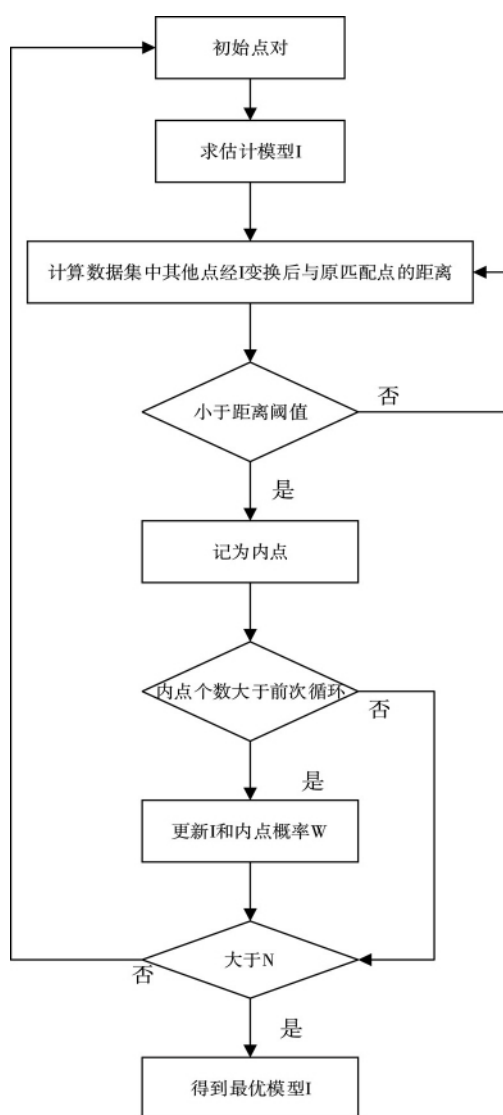 初始点对
求估计模型I
计算数据集中其他点经I变换后与原匹配点的距离
小于距离阈值
否
是
记为内点
内点个数大于前次循环
否
是
更新I和内点概率W
大于N
否
是
得到最优模型I